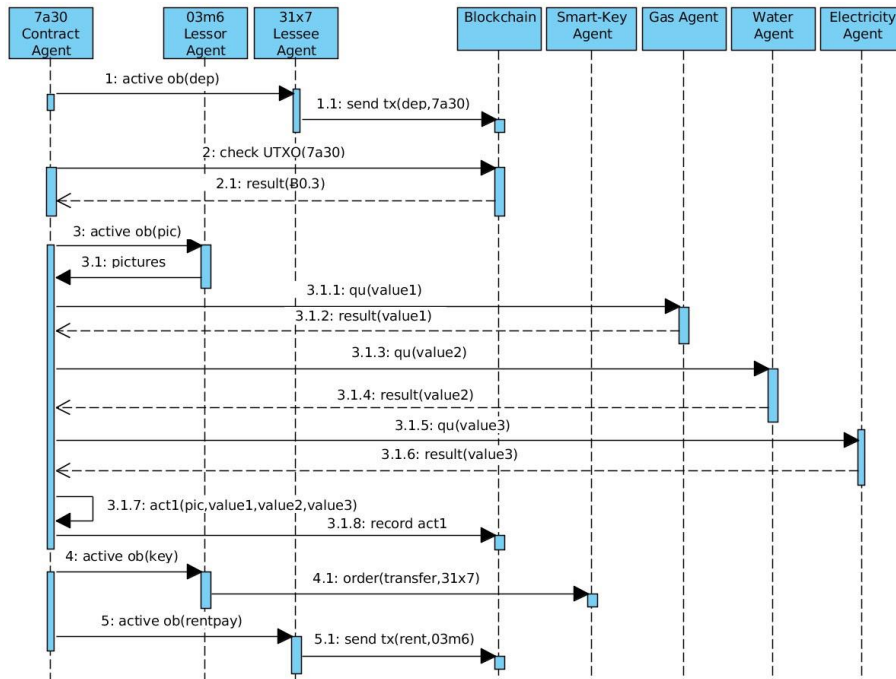 7a30
Contract
Agent
03m6
Lessor
Agent
31x7
Lessee
Agent
Blockchain
Smart-Key
Agent
Gas Agent
Water
Agent
Electricity
Agent
1: active ob(dep)
1.1: send tx(dep,7a30)
2: check UTXO(7a30)
2.1: result(Ƀ0.3)
3: active ob(pic)
3.1: pictures
3.1.1: qu(value1)
3.1.2: result(value1)
3.1.3: qu(value2)
3.1.4: result(value2)
3.1.5: qu(value3)
3.1.6: result(value3)
3.1.7: act1(pic,value1,value2,value3)
3.1.8: record act1
4: active ob(key)
4.1: order(transfer,31x7)
5: active ob(rentpay)
5.1: send tx(rent,03m6)